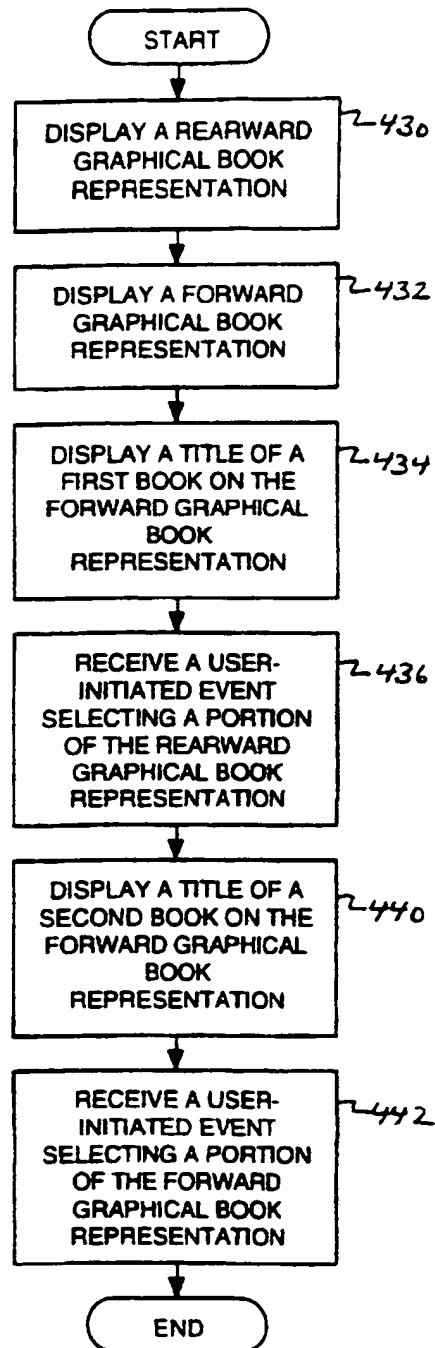 START
DISPLAY A REARWARD
GRAPHICAL BOOK
REPRESENTATION
430
DISPLAY A FORWARD
GRAPHICAL BOOK
REPRESENTATION
432
DISPLAY A TITLE OF A
FIRST BOOK ON THE
FORWARD GRAPHICAL
BOOK
REPRESENTATION
434
RECEIVE A USER-
INITIATED EVENT
SELECTING A PORTION
OF THE REARWARD
GRAPHICAL BOOK
REPRESENTATION
436
DISPLAY A TITLE OF A
SECOND BOOK ON THE
FORWARD GRAPHICAL
BOOK
REPRESENTATION
440
RECEIVE A USER-
INITIATED EVENT
SELECTING A PORTION
OF THE FORWARD
GRAPHICAL BOOK
REPRESENTATION
442
END